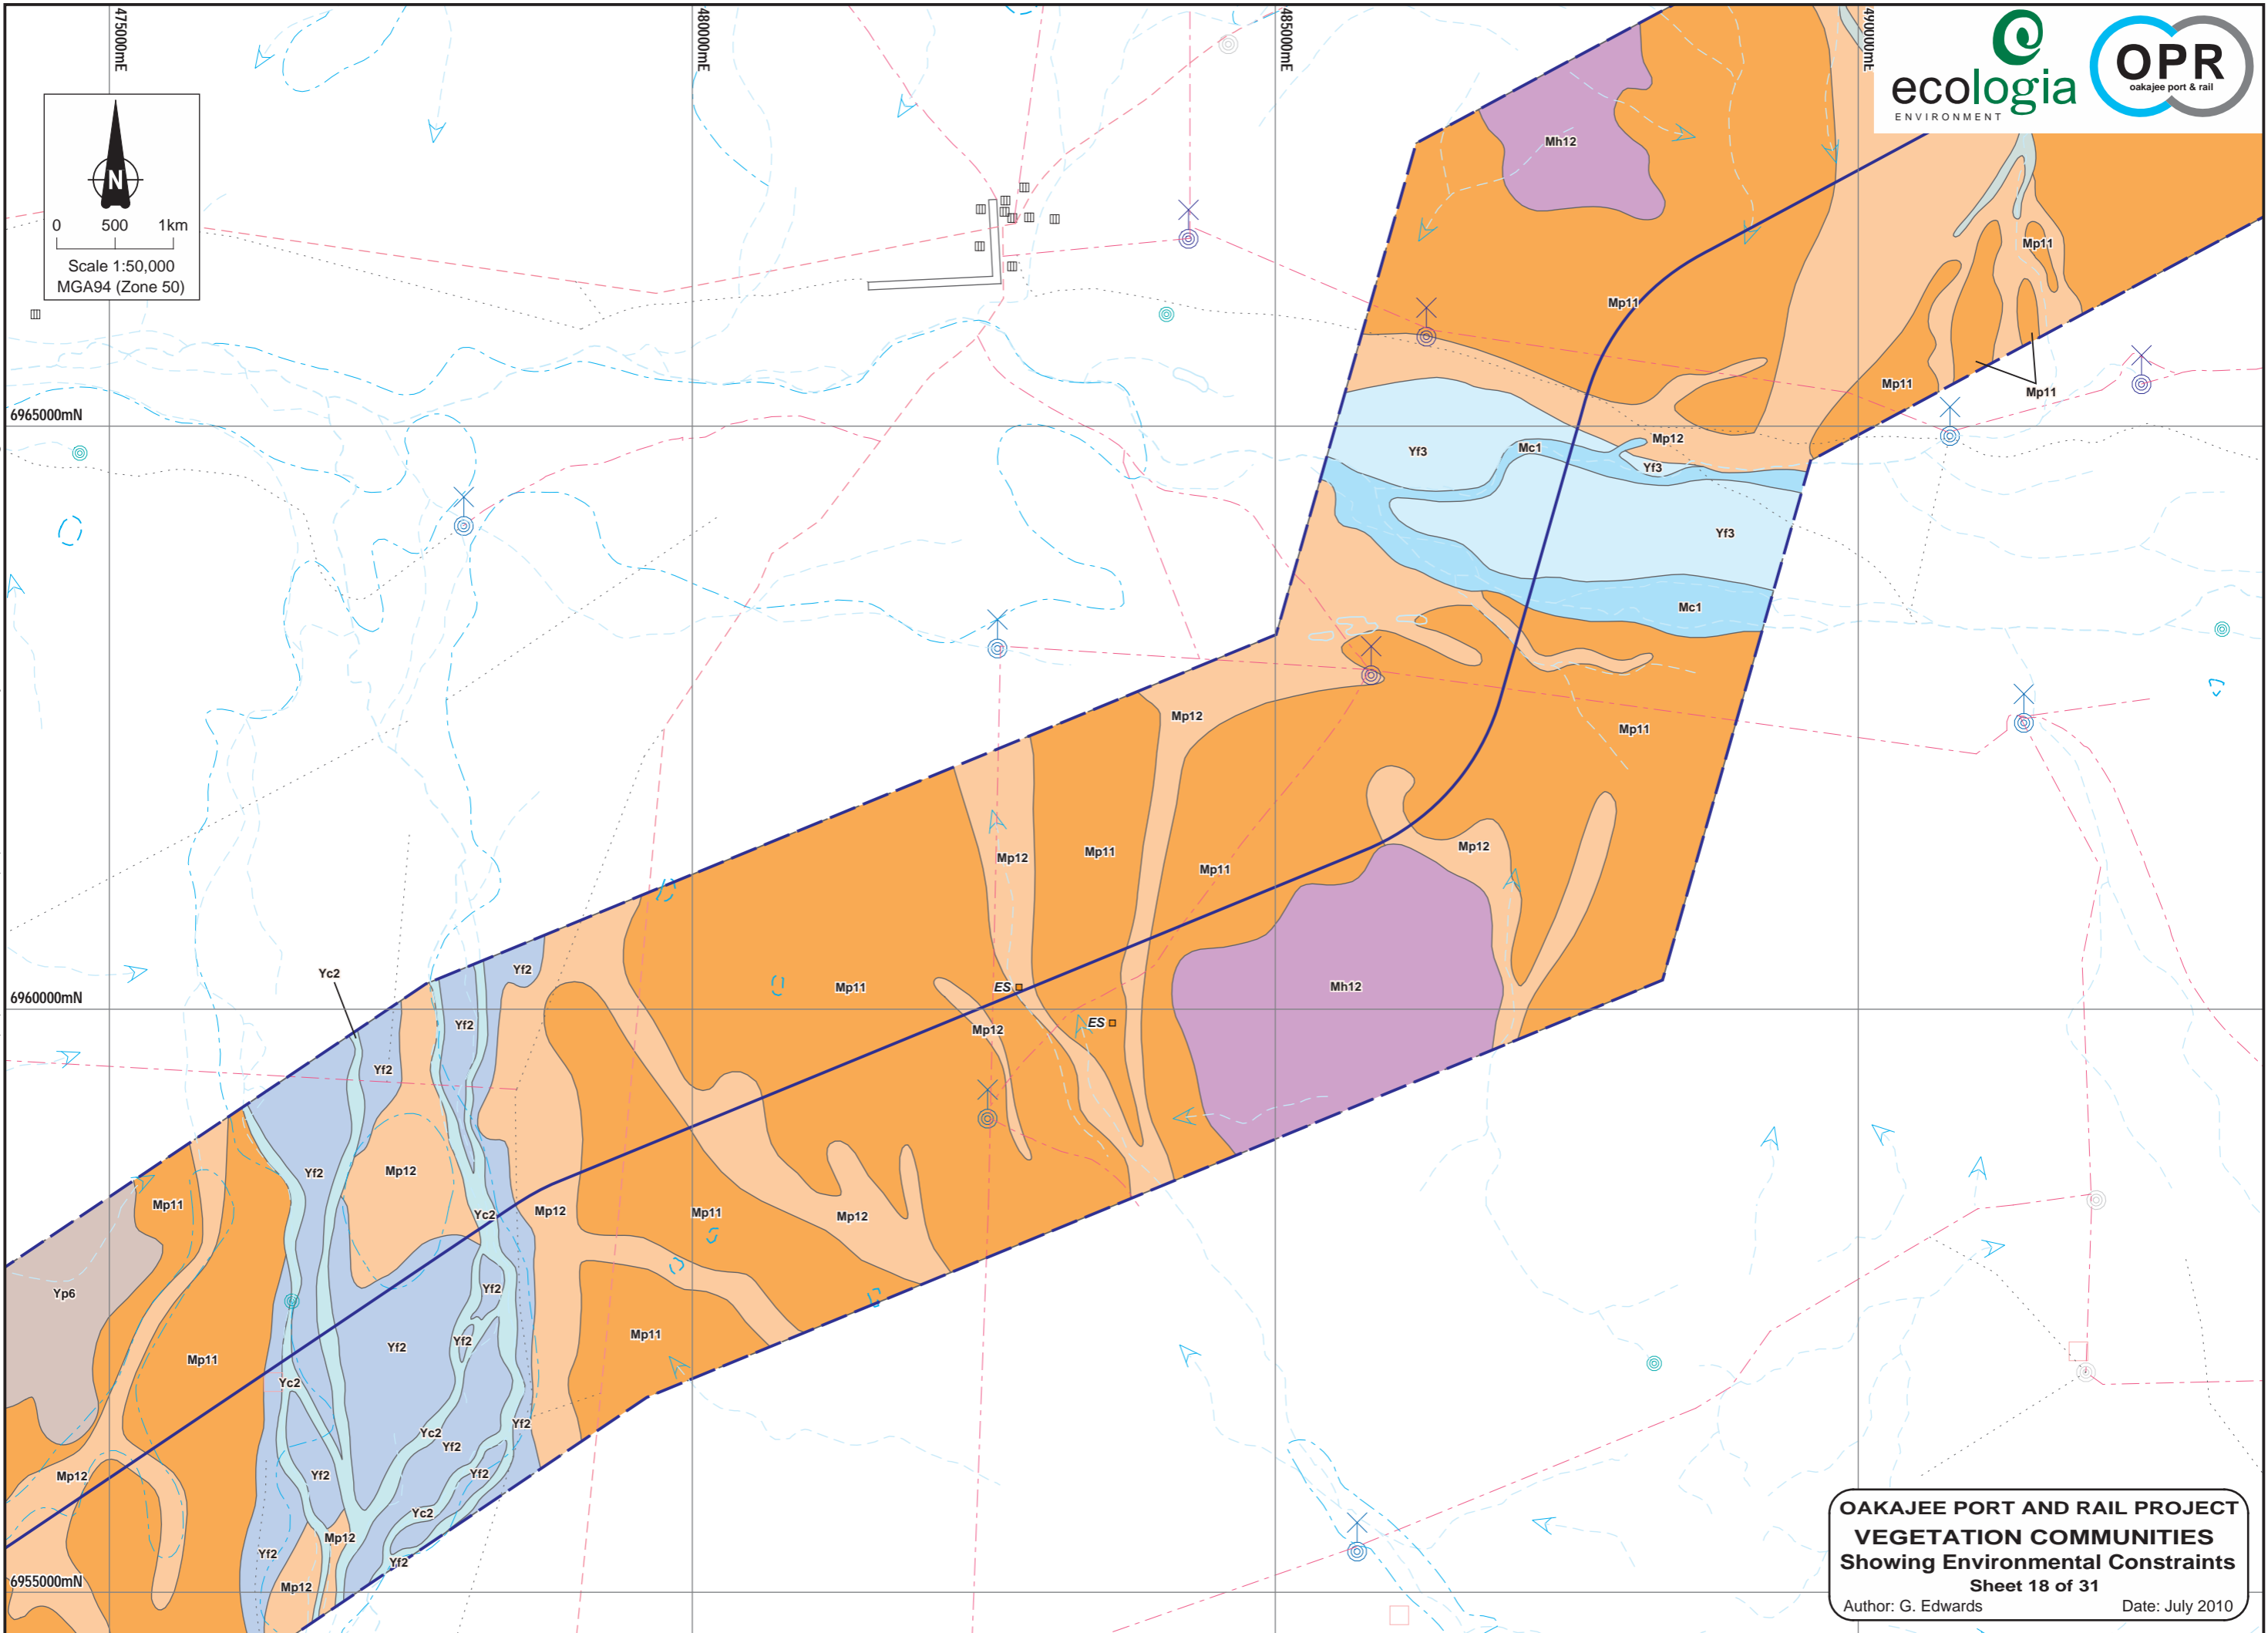 475000mE
480000mE
485000mE
490000mE
ecologia
ENVIRONMENT
OPR
oakajee port & rail
N
0 500 1km
Scale 1:50,000
MGA94 (Zone 50)
Mh12
Mp11
Mp11
Mp11
Mp11
6965000mN
Mp12
Yf3
Mc1
Yf3
Yf3
Mc1
Mp12
Mp11
Mp12
Mp11
Mp11
Mp12
Yc2
Yf2
Mp11
ES
Mh12
6960000mN
Yf2
ES
Mp12
Yf2
Yf2
Mp12
Mp11
Yc2
Mp12
Mp11
Mp12
Yp6
Yf2
Mp11
Yf2
Yf2
Mp11
Yc2
Yf2
Yc2
Yf2
Mp12
Yf2
Yf2
Yc2
Mp12
Yf2
Yf2
6955000mN
Mp12
OAKAJEE PORT AND RAIL PROJECT
VEGETATION COMMUNITIES
Showing Environmental Constraints
Sheet 18 of 31
Author: G. Edwards Date: July 2010